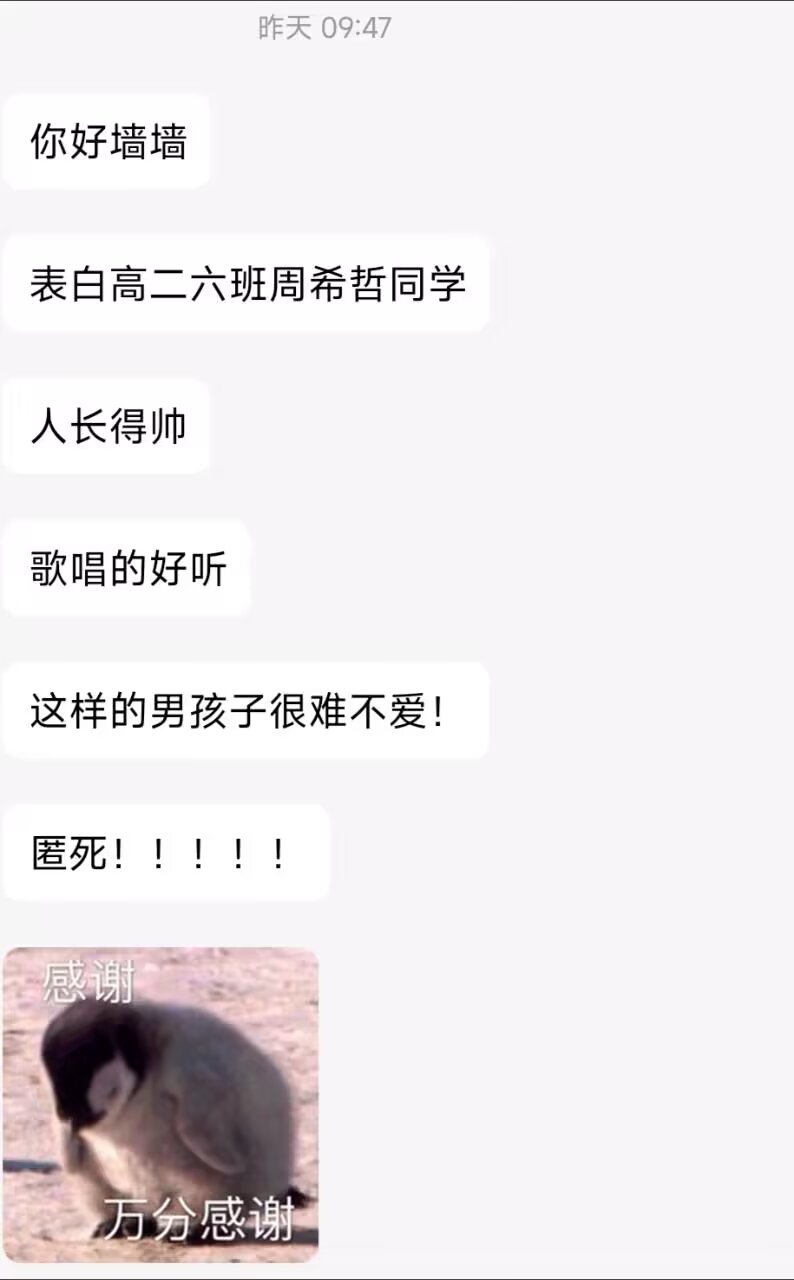 昨天 09:47
你好墙墙
表白高二六班周希哲同学
人长得帅
歌唱的好听
这样的男孩子很难不爱！
匿死！！！！！
感谢
万分感谢